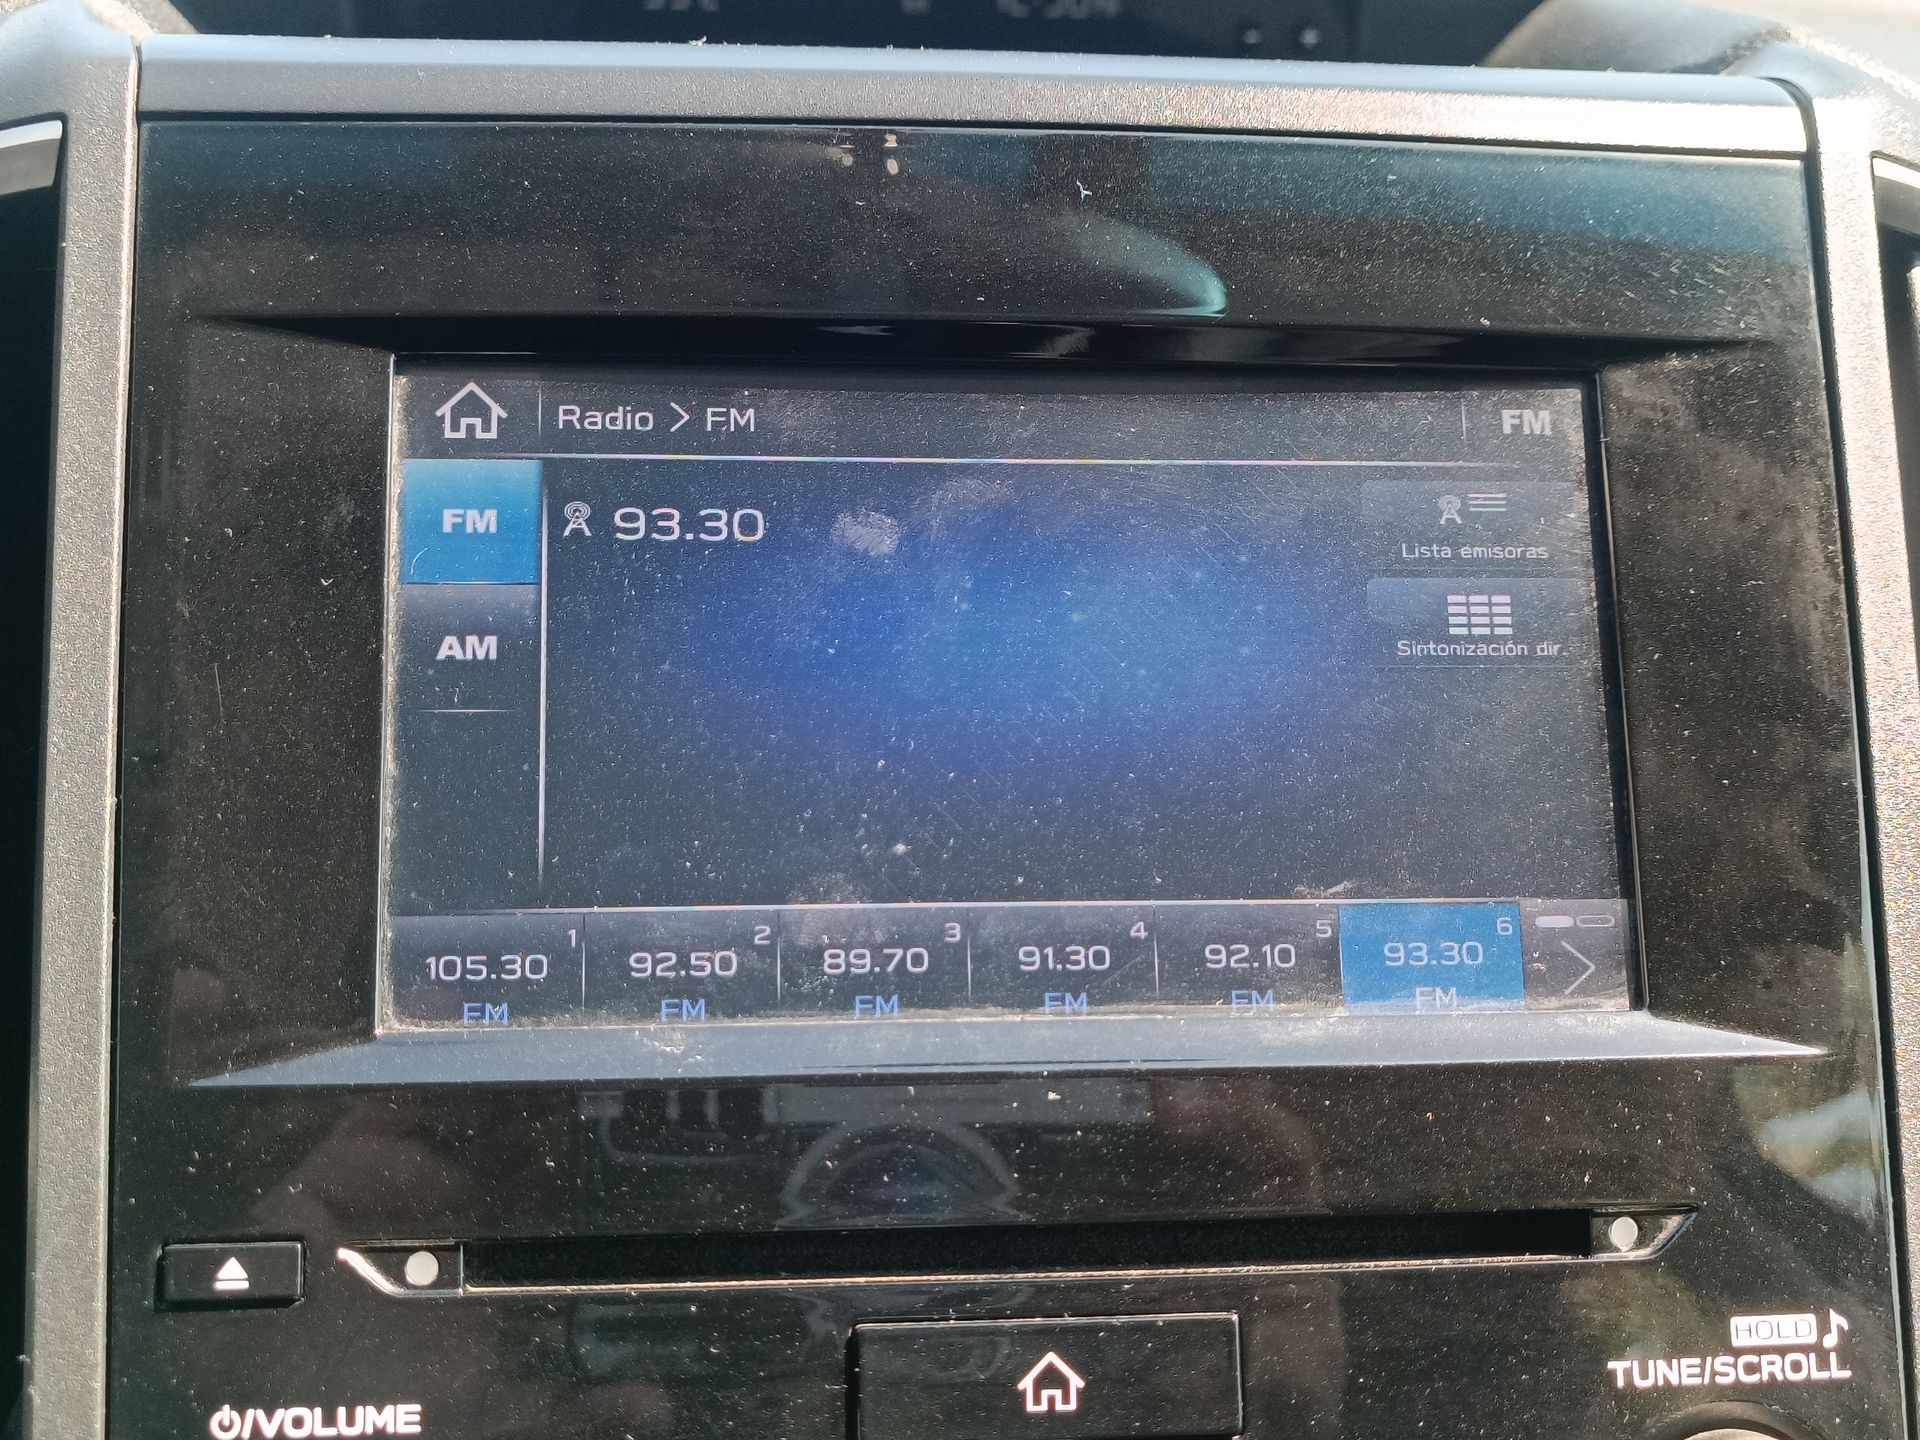 Radio > FM
FM
FM
93.30
Lista emisoras
AM
Sintonización dir.
1
2
3
4
5
6
105.30
92.50
89.70
91.30
92.10
93.30
FM
FM
FM
FM
FM
FM
HOLD
TUNE/SCROLL
/VOLUME